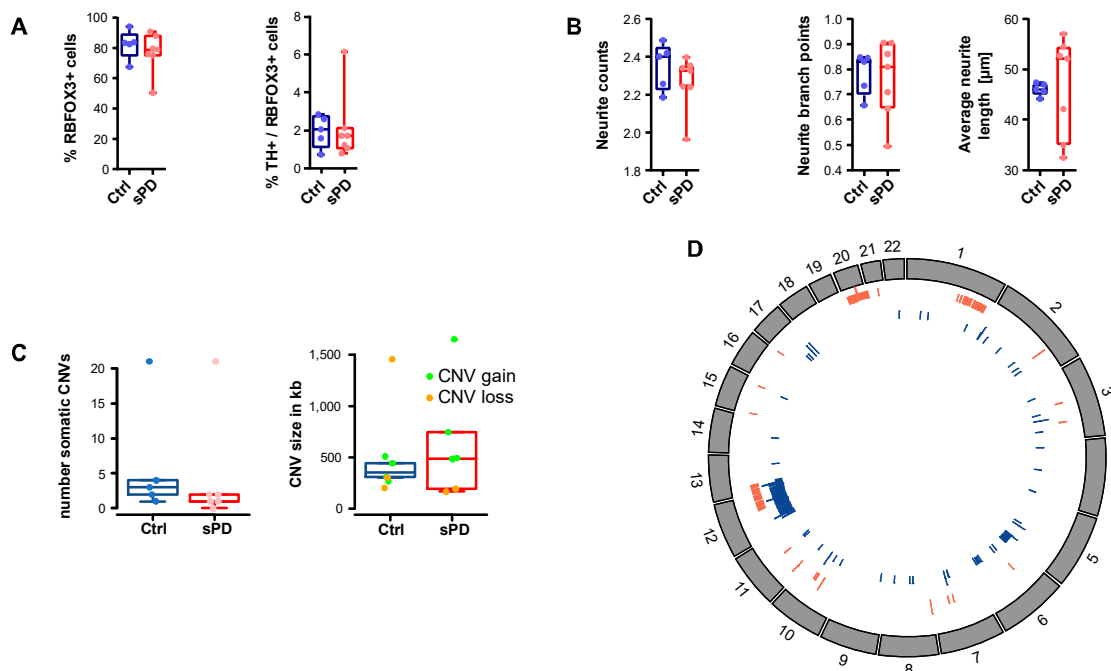 A
% RBFOX3+ cells
100
80
60
40
20
0
Ctrl
sPD
% TH+ / RBFOX3+ cells
8
6
4
2
0
Ctrl
sPD
B
Neurite counts
2.6
2.4
2.2
2.0
1.8
Ctrl
sPD
Neurite branch points
1.0
0.9
0.8
0.7
0.6
0.5
0.4
Ctrl
sPD
Average neurite
length [µm]
60
50
40
30
Ctrl
sPD
C
number somatic CNVs
20
15
10
5
0
Ctrl
sPD
CNV size in kb
1,500
1,000
500
0
CNV gain
CNV loss
Ctrl
sPD
D
1
2
3
5
6
7
8
9
10
11
12
13
14
15
16
17
18
19
20
21
22